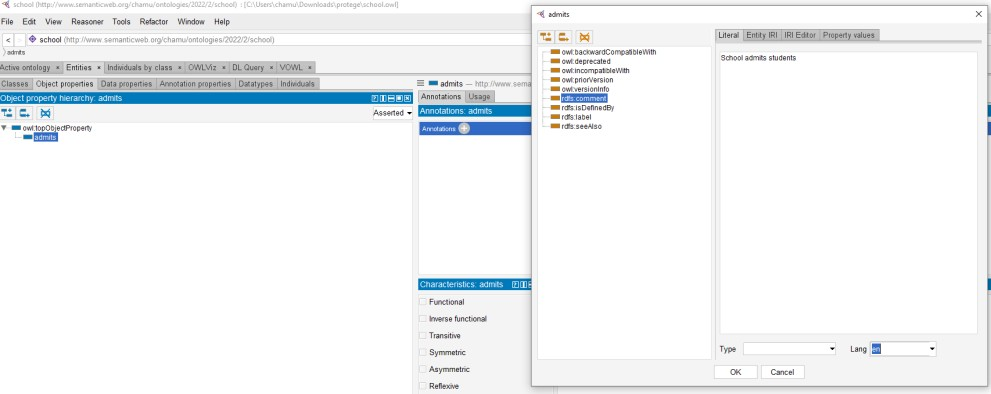 school (http://www.semanticweb.org/chamu/ontologies/2022/2/school) : [C:\Users\chamu\Downloads\protege\school.owl]
File Edit View Reasoner Tools Refactor Window Help
< school (http://www.semanticweb.org/chamu/ontologies/2022/2/school)
admits
Active ontology × Entities × Individuals by class × OWLViz × DL Query × VOWL ×
Classes Object properties Data properties Annotation properties Datatypes Individuals
Object property hierarchy: admits
Asserted
owl:topObjectProperty
admits
admits — http://www.sema
Annotations Usage
Annotations: admits
Annotations
Characteristics: admits
Functional
Inverse functional
Transitive
Symmetric
Asymmetric
Reflexive
admits
owl:backwardCompatibleWith
owl:deprecated
owl:incompatibleWith
owl:priorVersion
owl:versionInfo
rdfs:comment
rdfs:isDefinedBy
rdfs:label
rdfs:seeAlso
Literal Entity IRI IRI Editor Property values
School admits students
Type Lang en
OK Cancel